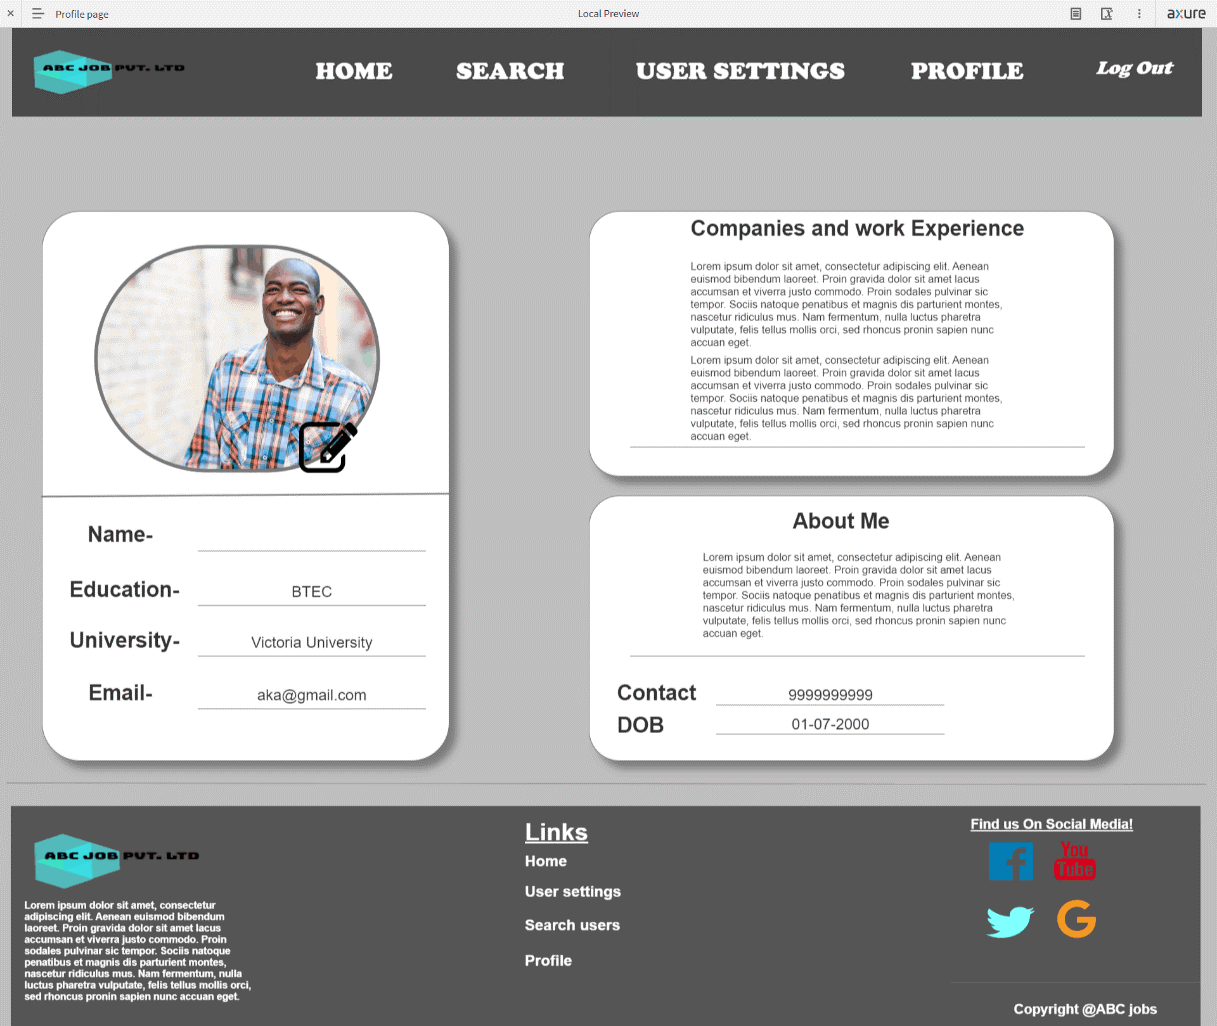 Profile page
Local Preview
axure
ABC JOB PVT. LTD
HOME
SEARCH
USER SETTINGS
PROFILE
Log Out
Name-
Education-
BTEC
University-
Victoria University
Email-
aka@gmail.com
Companies and work Experience
Lorem ipsum dolor sit amet, consectetur adipiscing elit. Aenean
euismod bibendum laoreet. Proin gravida dolor sit amet lacus
accumsan et viverra justo commodo. Proin sodales pulvinar sic
tempor. Sociis natoque penatibus et magnis dis parturient montes,
nascetur ridiculus mus. Nam fermentum, nulla luctus pharetra
vulputate, felis tellus mollis orci, sed rhoncus pronin sapien nunc
accuan eget.
Lorem ipsum dolor sit amet, consectetur adipiscing elit. Aenean
euismod bibendum laoreet. Proin gravida dolor sit amet lacus
accumsan et viverra justo commodo. Proin sodales pulvinar sic
tempor. Sociis natoque penatibus et magnis dis parturient montes,
nascetur ridiculus mus. Nam fermentum, nulla luctus pharetra
vulputate, felis tellus mollis orci, sed rhoncus pronin sapien nunc
accuan eget.
About Me
Lorem ipsum dolor sit amet, consectetur adipiscing elit. Aenean
euismod bibendum laoreet. Proin gravida dolor sit amet lacus
accumsan et viverra justo commodo. Proin sodales pulvinar sic
tempor. Sociis natoque penatibus et magnis dis parturient montes,
nascetur ridiculus mus. Nam fermentum, nulla luctus pharetra
vulputate, felis tellus mollis orci, sed rhoncus pronin sapien nunc
accuan eget.
Contact
9999999999
DOB
01-07-2000
ABC JOB PVT. LTD
Lorem ipsum dolor sit amet, consectetur
adipiscing elit. Aenean euismod bibendum
laoreet. Proin gravida dolor sit amet lacus
accumsan et viverra justo commodo. Proin
sodales pulvinar sic tempor. Sociis natoque
penatibus et magnis dis parturient montes,
nascetur ridiculus mus. Nam fermentum, nulla
luctus pharetra vulputate, felis tellus mollis orci,
sed rhoncus pronin sapien nunc accuan eget.
Links
Home
User settings
Search users
Profile
Find us On Social Media!
You
Tube
Copyright @ABC jobs